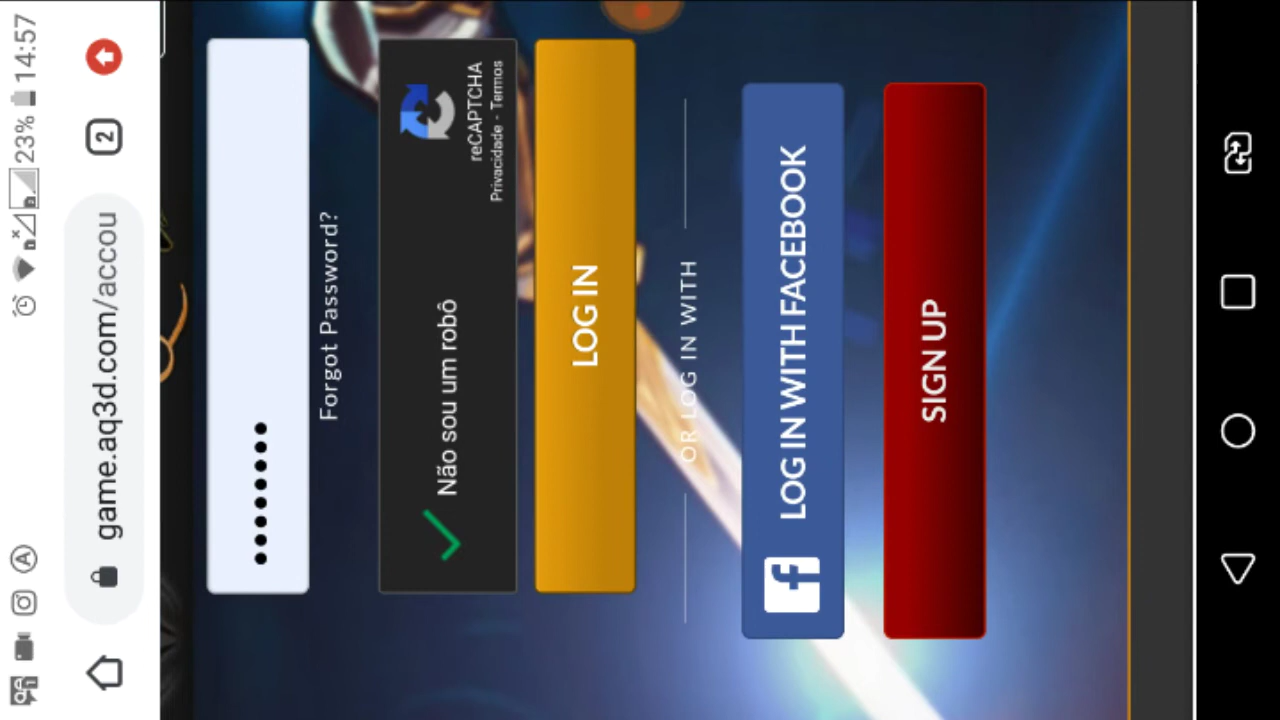 23% 14:57
game.aq3d.com/accou
2
••••••••
Forgot Password?
Não sou um robô
reCAPTCHA
Privacidade - Termos
LOG IN
OR LOG IN WITH
LOG IN WITH FACEBOOK
SIGN UP